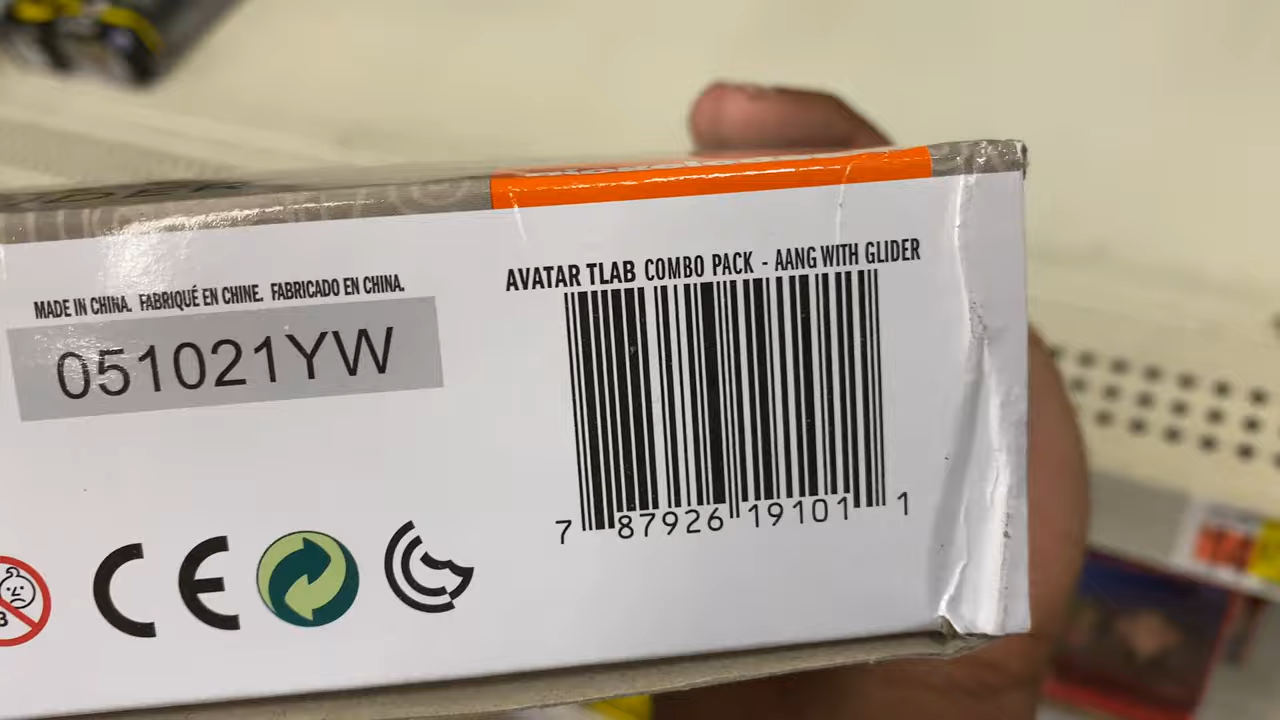 MADE IN CHINA. FABRIQUÉ EN CHINE. FABRICADO EN CHINA.
051021YW
AVATAR TLAB COMBO PACK - AANG WITH GLIDER
7 87926 19101 1
CE